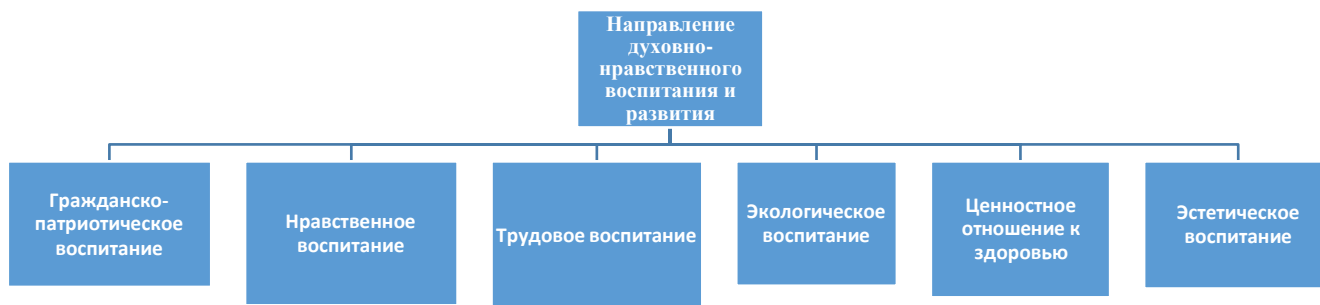 Направление
духовно-
нравственного
воспитания и
развития
Гражданско-
патриотическое
воспитание
Нравственное
воспитание
Трудовое воспитание
Экологическое
воспитание
Ценностное
отношение к
здоровью
Эстетическое
воспитание